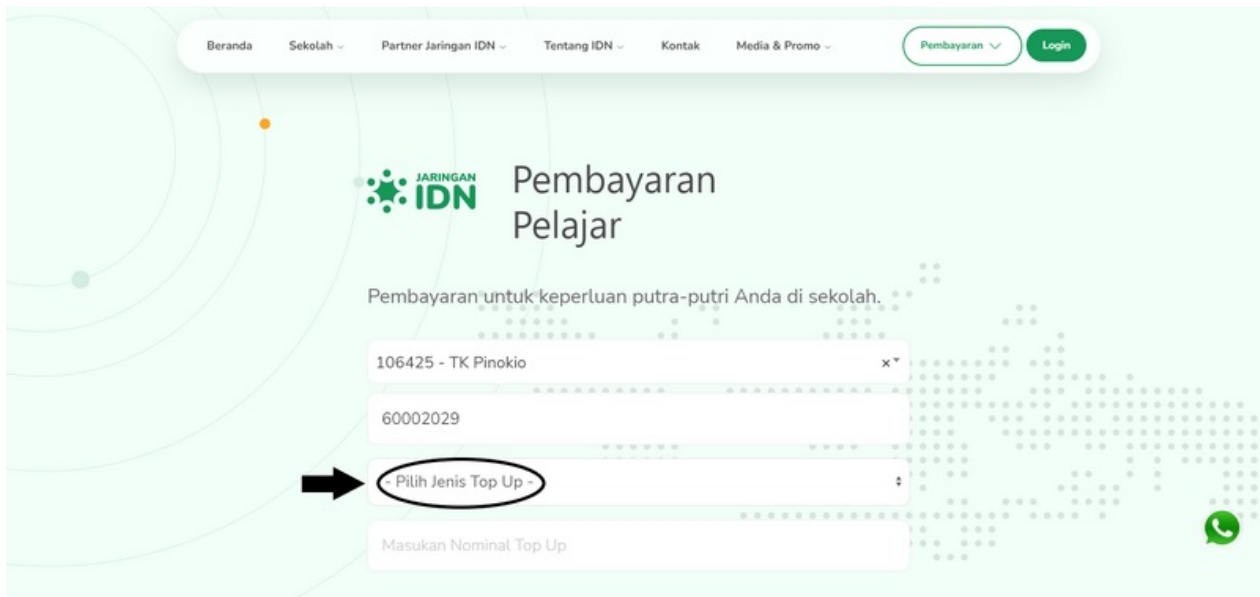 Beranda Sekolah Partner Jaringan IDN Tentang IDN Kontak Media & Promo Pembayaran Login
JARINGAN
IDN
Pembayaran
Pelajar
Pembayaran untuk keperluan putra-putri Anda di sekolah.
106425 - TK Pinokio ×
60002029
- Pilih Jenis Top Up -
Masukan Nominal Top Up